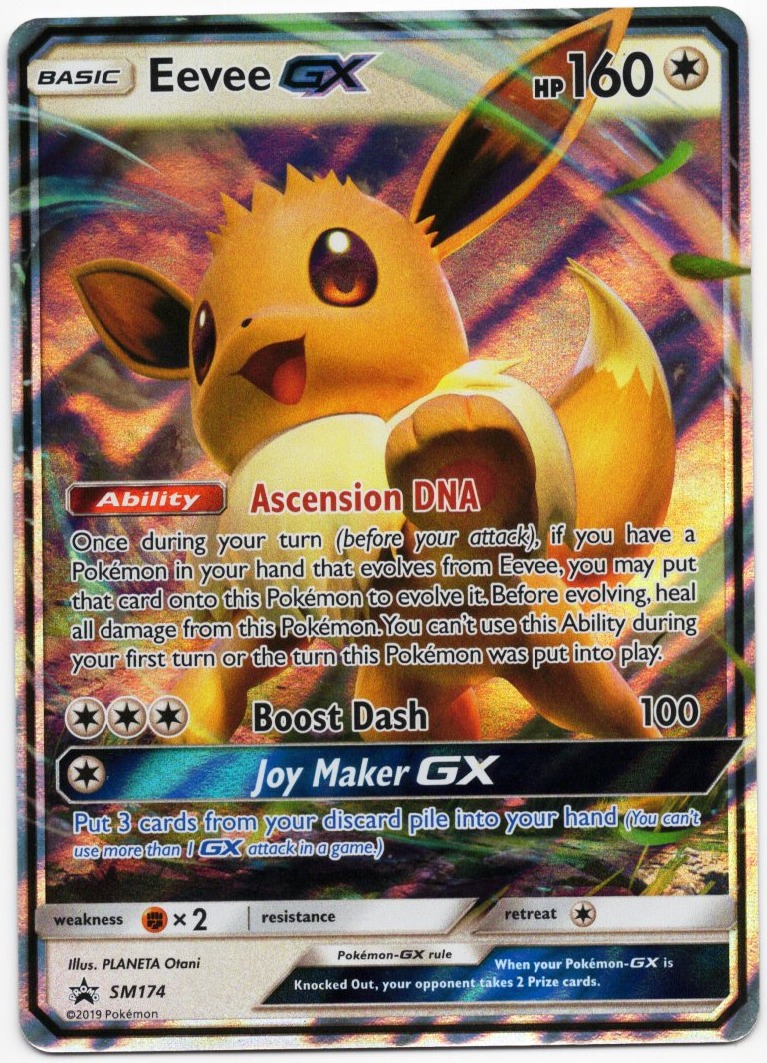 BASIC Eevee GX HP 160
Ability Ascension DNA
Once during your turn (before your attack), if you have a
Pokémon in your hand that evolves from Eevee, you may put
that card onto this Pokémon to evolve it. Before evolving, heal
all damage from this Pokémon. You can't use this Ability during
your first turn or the turn this Pokémon was put into play.
Boost Dash 100
Joy Maker GX
Put 3 cards from your discard pile into your hand (You can't
use more than 1 GX attack in a game.)
weakness ×2 resistance retreat
Illus. PLANETA Otani
PROMO SM174
©2019 Pokémon
Pokémon-GX rule
When your Pokémon-GX is
Knocked Out, your opponent takes 2 Prize cards.